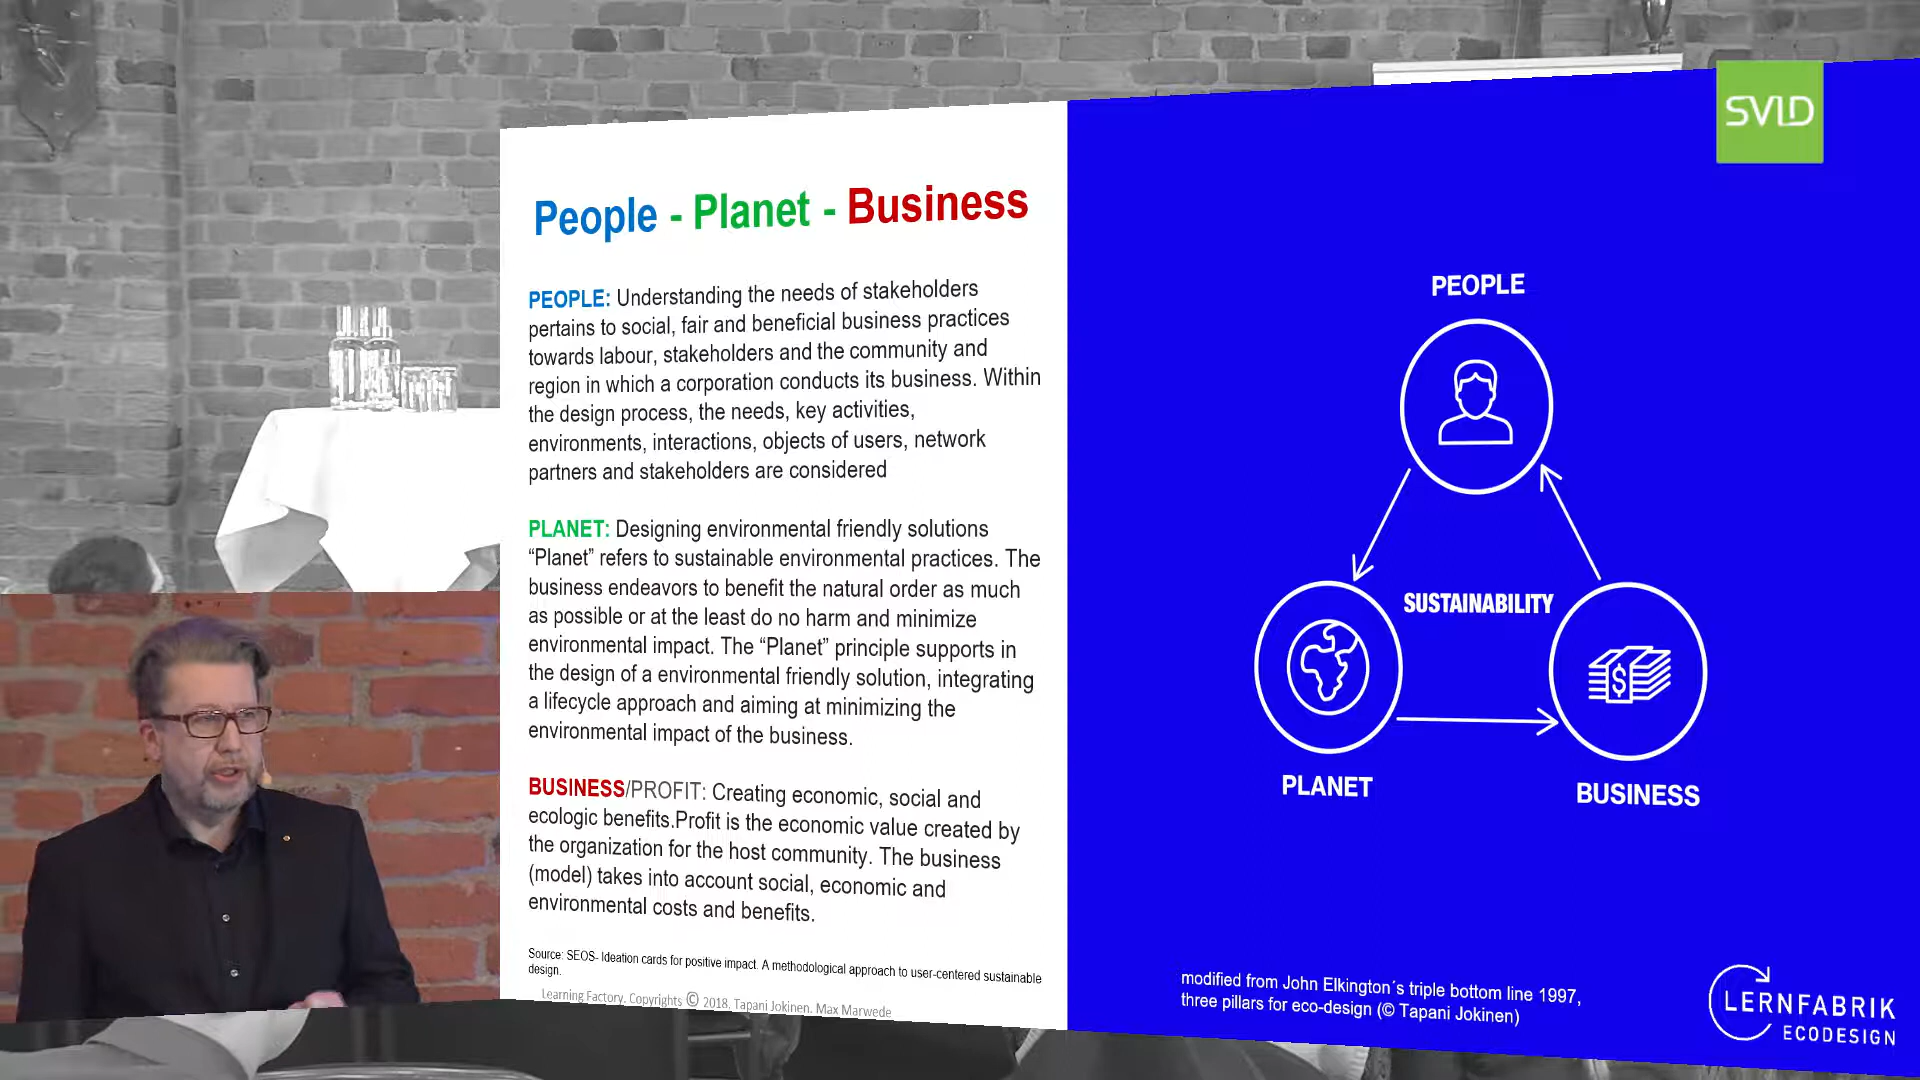 SVID
People - Planet - Business
PEOPLE: Understanding the needs of stakeholders
pertains to social, fair and beneficial business practices
towards labour, stakeholders and the community and
region in which a corporation conducts its business. Within
the design process, the needs, key activities,
environments, interactions, objects of users, network
partners and stakeholders are considered
PLANET: Designing environmental friendly solutions
“Planet” refers to sustainable environmental practices. The
business endeavors to benefit the natural order as much
as possible or at the least do no harm and minimize
environmental impact. The “Planet” principle supports in
the design of a environmental friendly solution, integrating
a lifecycle approach and aiming at minimizing the
environmental impact of the business.
BUSINESS/PROFIT: Creating economic, social and
ecologic benefits.Profit is the economic value created by
the organization for the host community. The business
(model) takes into account social, economic and
environmental costs and benefits.
Source: SEOS- Ideation cards for positive impact. A methodological approach to user-centered sustainable
design.
Learning Factory. Copyrights © 2018. Tapani Jokinen. Max Marwede
PEOPLE
SUSTAINABILITY
$
PLANET
BUSINESS
modified from John Elkington´s triple bottom line 1997,
three pillars for eco-design (© Tapani Jokinen)
LERNFABRIK
ECODESIGN